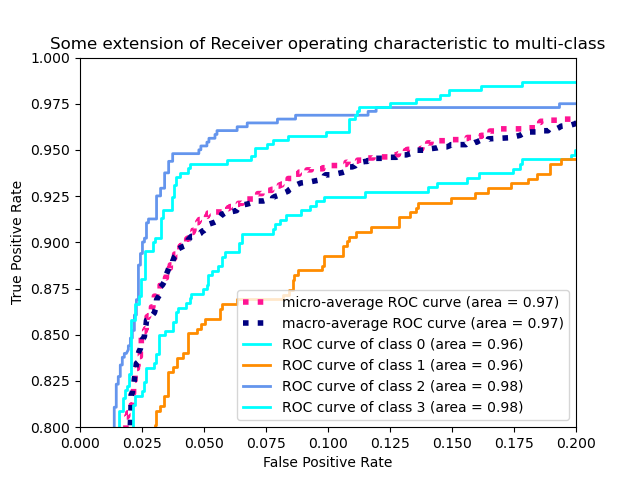 Some extension of Receiver operating characteristic to multi-class
1.000
0.975
0.950
0.925
0.900
0.875
0.850
0.825
0.800
True Positive Rate
micro-average ROC curve (area = 0.97)
macro-average ROC curve (area = 0.97)
ROC curve of class 0 (area = 0.96)
ROC curve of class 1 (area = 0.96)
ROC curve of class 2 (area = 0.98)
ROC curve of class 3 (area = 0.98)
0.000 0.025 0.050 0.075 0.100 0.125 0.150 0.175 0.200
False Positive Rate